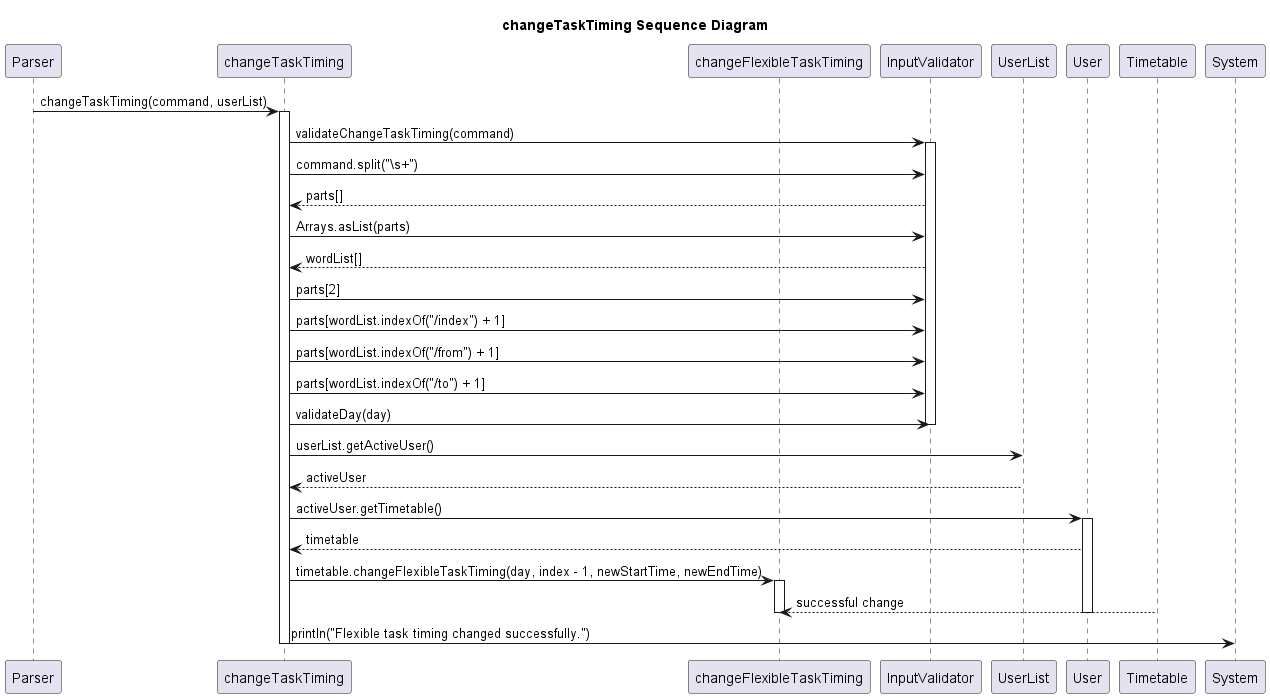 changeTaskTiming Sequence Diagram
Parser changeTaskTiming changeFlexibleTaskTiming InputValidator UserList User Timetable System
changeTaskTiming(command, userList)
validateChangeTaskTiming(command)
command.split("\s+")
parts[]
Arrays.asList(parts)
wordList[]
parts[2]
parts[wordList.indexOf("/index") + 1]
parts[wordList.indexOf("/from") + 1]
parts[wordList.indexOf("/to") + 1]
validateDay(day)
userList.getActiveUser()
activeUser
activeUser.getTimetable()
timetable
timetable.changeFlexibleTaskTiming(day, index - 1, newStartTime, newEndTime)
successful change
println("Flexible task timing changed successfully.")
Parser changeTaskTiming changeFlexibleTaskTiming InputValidator UserList User Timetable System